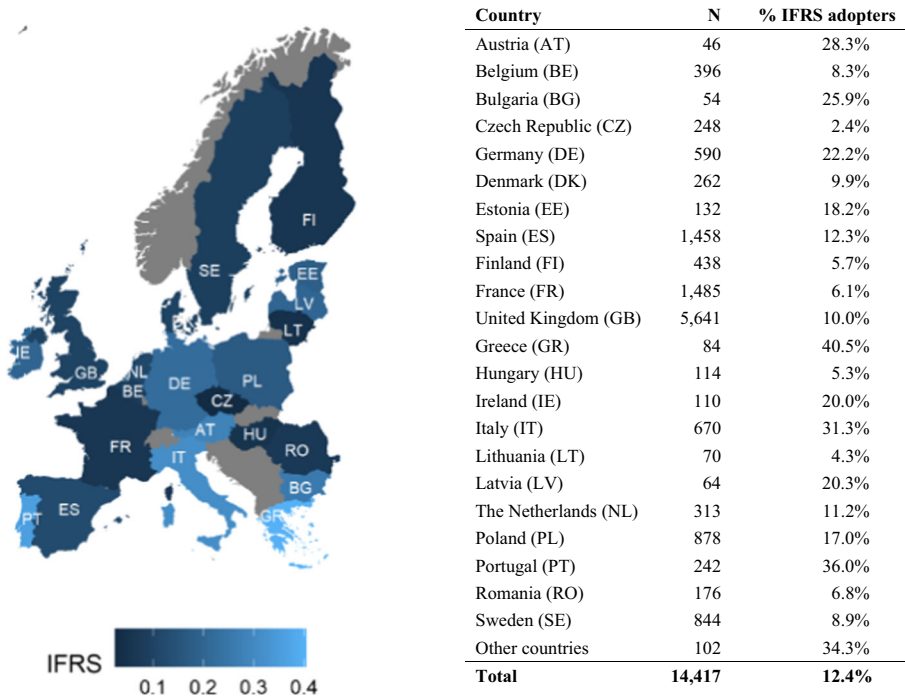 FI
SE
EE
LV
LT
IE
GB
NL
BE
DE
PL
CZ
FR
AT
HU
RO
IT
BG
PT
ES
GR
IFRS
0.1 0.2 0.3 0.4
Country N % IFRS adopters
Austria (AT) 46 28.3%
Belgium (BE) 396 8.3%
Bulgaria (BG) 54 25.9%
Czech Republic (CZ) 248 2.4%
Germany (DE) 590 22.2%
Denmark (DK) 262 9.9%
Estonia (EE) 132 18.2%
Spain (ES) 1,458 12.3%
Finland (FI) 438 5.7%
France (FR) 1,485 6.1%
United Kingdom (GB) 5,641 10.0%
Greece (GR) 84 40.5%
Hungary (HU) 114 5.3%
Ireland (IE) 110 20.0%
Italy (IT) 670 31.3%
Lithuania (LT) 70 4.3%
Latvia (LV) 64 20.3%
The Netherlands (NL) 313 11.2%
Poland (PL) 878 17.0%
Portugal (PT) 242 36.0%
Romania (RO) 176 6.8%
Sweden (SE) 844 8.9%
Other countries 102 34.3%
Total 14,417 12.4%